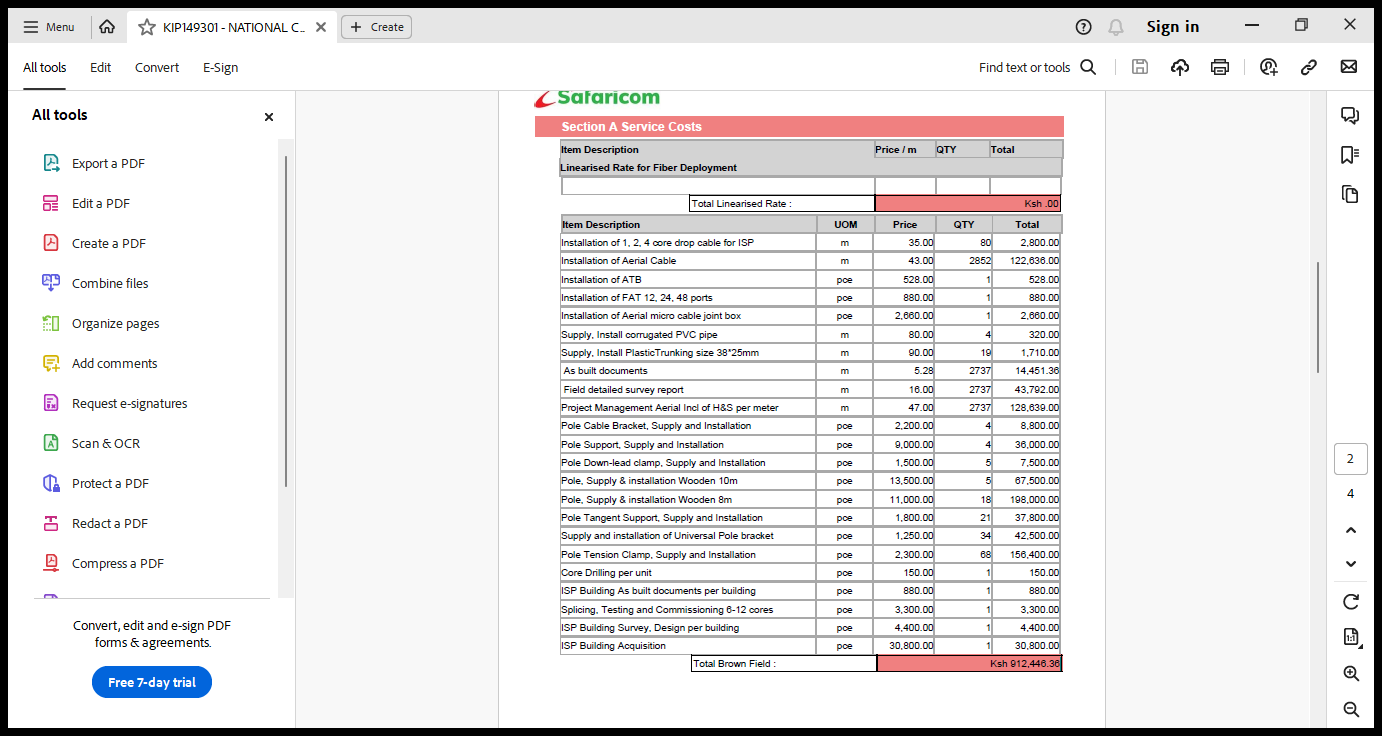 Menu
KIP149301 - NATIONAL C...
Create
Sign in
All tools
Edit
Convert
E-Sign
Find text or tools
All tools
Export a PDF
Edit a PDF
Create a PDF
Combine files
Organize pages
Add comments
Request e-signatures
Scan & OCR
Protect a PDF
Redact a PDF
Compress a PDF
Convert, edit and e-sign PDF
forms & agreements.
Free 7-day trial
Safaricom
Section A Service Costs
Item Description Price / m QTY Total
Linearised Rate for Fiber Deployment
Total Linearised Rate : Ksh .00
Item Description UOM Price QTY Total
Installation of 1, 2, 4 core drop cable for ISP m 35.00 80 2,800.00
Installation of Aerial Cable m 43.00 2852 122,636.00
Installation of ATB pce 528.00 1 528.00
Installation of FAT 12, 24, 48 ports pce 880.00 1 880.00
Installation of Aerial micro cable joint box pce 2,660.00 1 2,660.00
Supply, Install corrugated PVC pipe m 80.00 4 320.00
Supply, Install PlasticTrunking size 38*25mm m 90.00 19 1,710.00
As built documents m 5.28 2737 14,451.36
Field detailed survey report m 16.00 2737 43,792.00
Project Management Aerial Incl of H&S per meter m 47.00 2737 128,639.00
Pole Cable Bracket, Supply and Installation pce 2,200.00 4 8,800.00
Pole Support, Supply and Installation pce 9,000.00 4 36,000.00
Pole Down-lead clamp, Supply and Installation pce 1,500.00 5 7,500.00
Pole, Supply & installation Wooden 10m pce 13,500.00 5 67,500.00
Pole, Supply & installation Wooden 8m pce 11,000.00 18 198,000.00
Pole Tangent Support, Supply and Installation pce 1,800.00 21 37,800.00
Supply and installation of Universal Pole bracket pce 1,250.00 34 42,500.00
Pole Tension Clamp, Supply and Installation pce 2,300.00 68 156,400.00
Core Drilling per unit pce 150.00 1 150.00
ISP Building As built documents per building pce 880.00 1 880.00
Splicing, Testing and Commissioning 6-12 cores pce 3,300.00 1 3,300.00
ISP Building Survey, Design per building pce 4,400.00 1 4,400.00
ISP Building Acquisition pce 30,800.00 1 30,800.00
Total Brown Field : Ksh 912,446.36
2
4
1:1